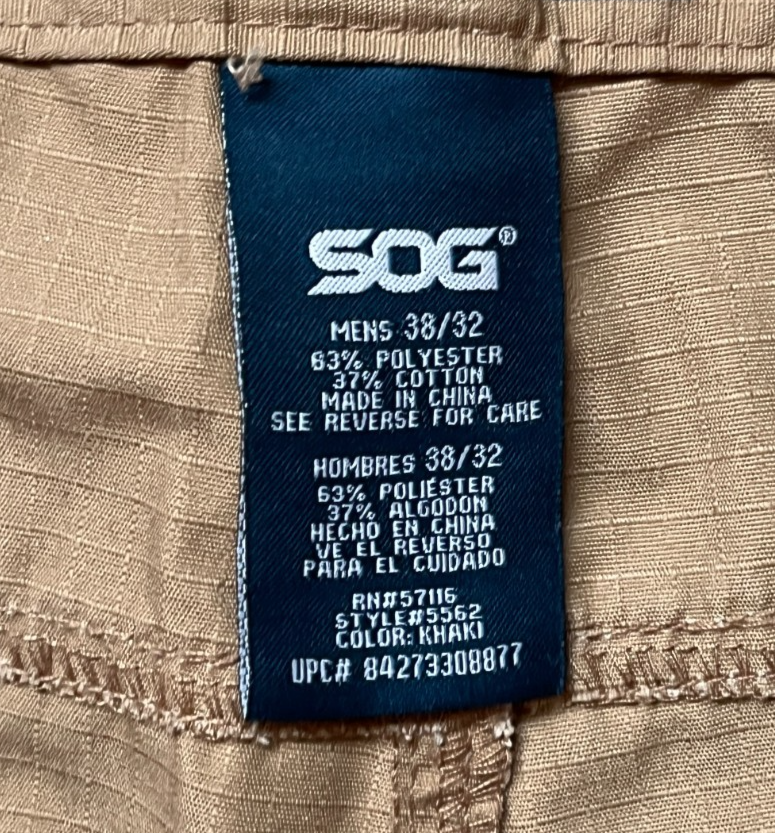 SOG®
MENS 38/32
63% POLYESTER
37% COTTON
MADE IN CHINA
SEE REVERSE FOR CARE
HOMBRES 38/32
63% POLIÉSTER
37% ALGODON
HECHO EN CHINA
VE EL REVERSO
PARA EL CUIDADO
RN#57116
STYLE#5562
COLOR: KHAKI
UPC# 84273308877